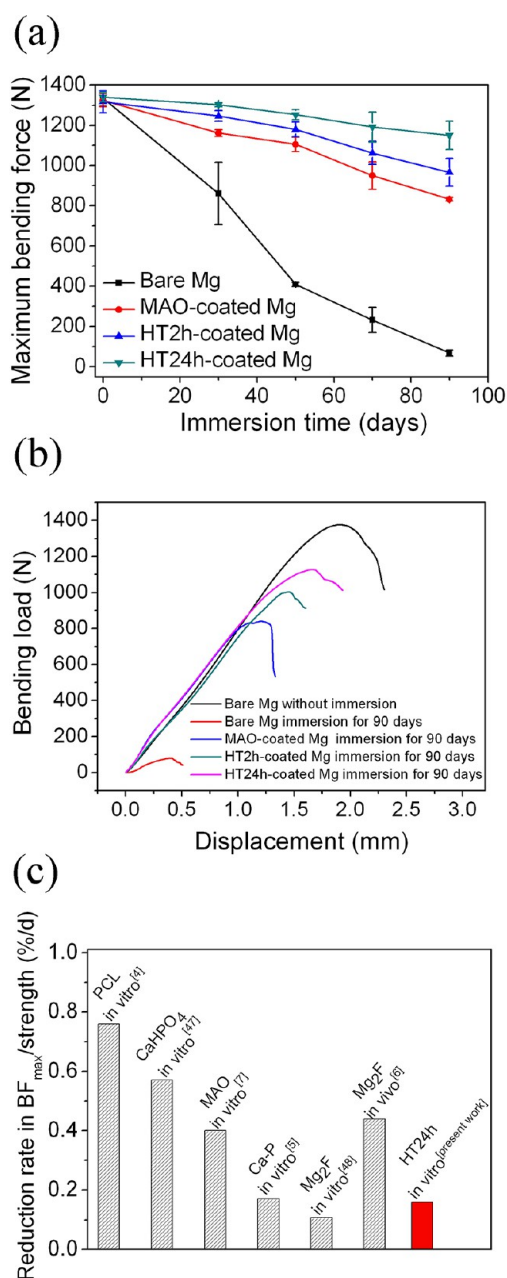 (a)
Maximum bending force (N)
1400
1200
1000
800
600
400
200
0
Bare Mg
MAO-coated Mg
HT2h-coated Mg
HT24h-coated Mg
0 20 40 60 80 100
Immersion time (days)
(b)
Bending load (N)
1400
1200
1000
800
600
400
200
0
Bare Mg without immersion
Bare Mg immersion for 90 days
MAO-coated Mg immersion for 90 days
HT2h-coated Mg immersion for 90 days
HT24h-coated Mg immersion for 90 days
0.0 0.5 1.0 1.5 2.0 2.5 3.0
Displacement (mm)
(c)
Reduction rate in BFmax/strength (%/d)
1.0
0.8
0.6
0.4
0.2
0.0
PCL
in vitro[4]
CaHPO4
in vitro[47]
MAO
in vitro[7]
Ca-P
in vitro[5]
Mg2F
in vitro[48]
Mg2F
in vivo[6]
HT24h
in vitro[present work]